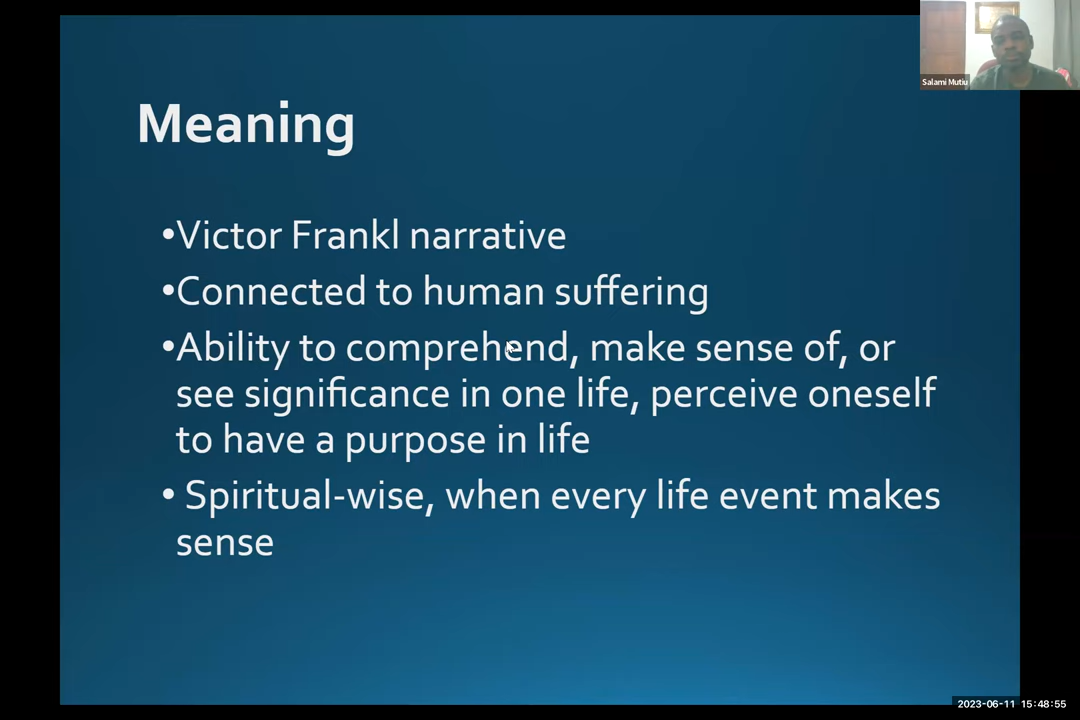 Salami Mutiu
Meaning
•Victor Frankl narrative
•Connected to human suffering
•Ability to comprehend, make sense of, or
see significance in one life, perceive oneself
to have a purpose in life
• Spiritual-wise, when every life event makes
sense
2023-06-11 15:48:55